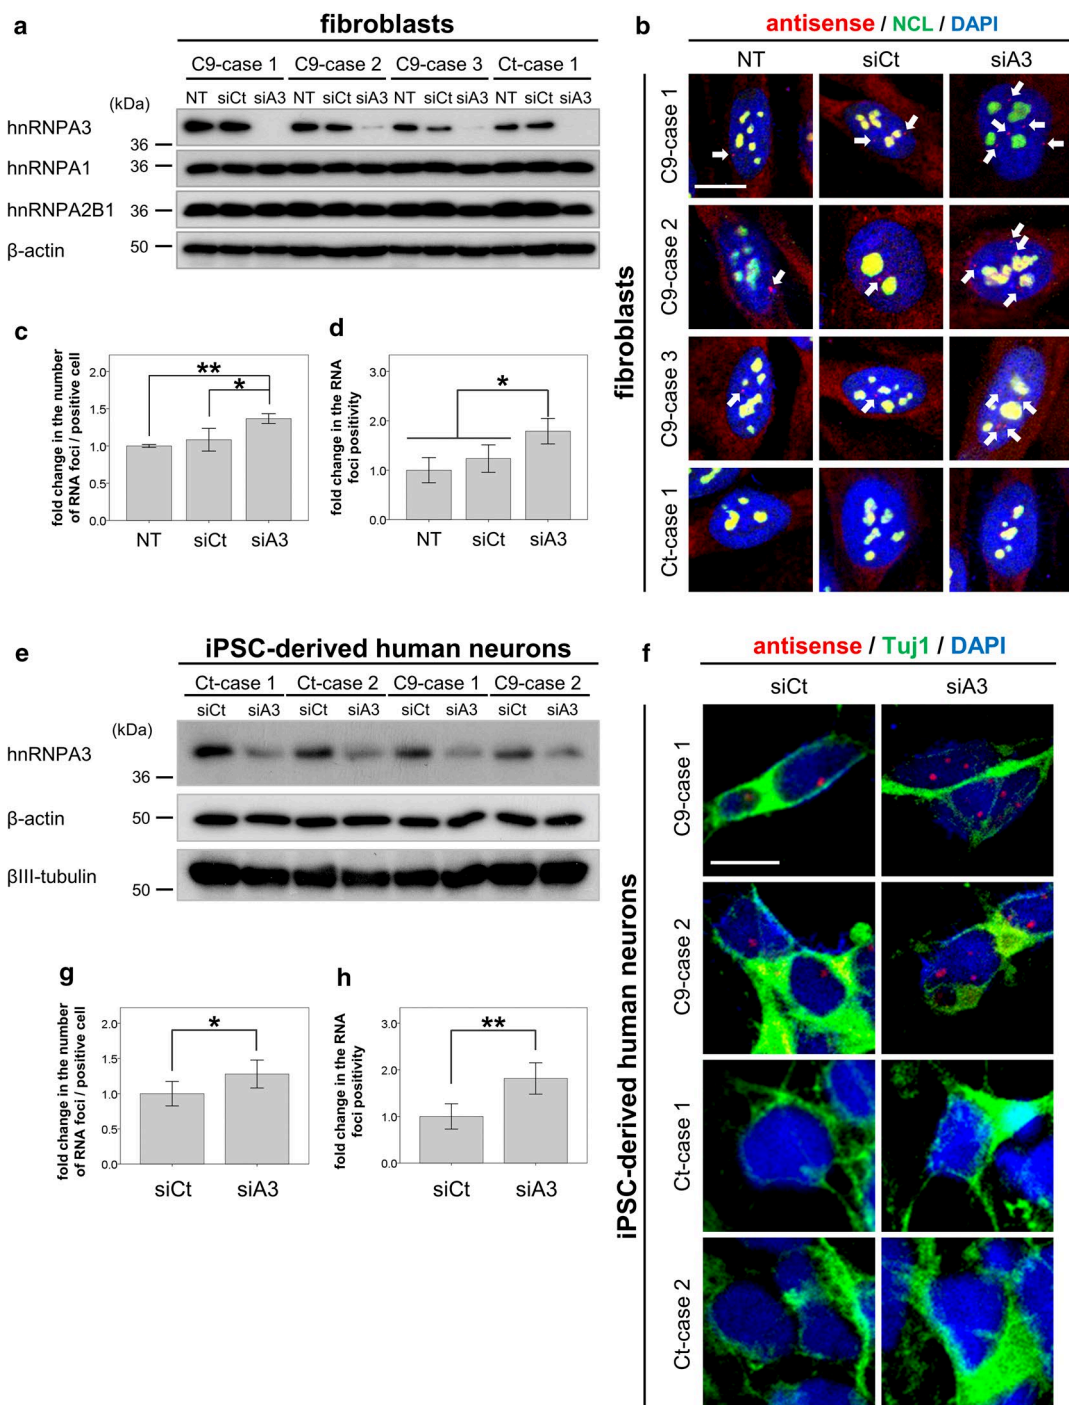 a
fibroblasts
C9-case 1 C9-case 2 C9-case 3 Ct-case 1
(kDa) NT siCt siA3 NT siCt siA3 NT siCt siA3 NT siCt siA3
hnRNPA3
36
hnRNPA1 36
hnRNPA2B1 36
β-actin 50
b
antisense / NCL / DAPI
NT siCt siA3
fibroblasts
C9-case 1
C9-case 2
C9-case 3
Ct-case 1
c
fold change in the number
of RNA foci / positive cell
2.0
1.5
1.0
0.5
0.0
**
*
NT siCt siA3
d
fold change in the RNA
foci positivity
3.0
2.0
1.0
0.0
*
NT siCt siA3
e
iPSC-derived human neurons
Ct-case 1 Ct-case 2 C9-case 1 C9-case 2
siCt siA3 siCt siA3 siCt siA3 siCt siA3
(kDa)
hnRNPA3
36
β-actin 50
βIII-tubulin
50
f
antisense / Tuj1 / DAPI
siCt siA3
iPSC-derived human neurons
C9-case 1
C9-case 2
Ct-case 1
Ct-case 2
g
fold change in the number
of RNA foci / positive cell
2.0
1.5
1.0
0.5
0.0
*
siCt siA3
h
fold change in the RNA
foci positivity
3.0
2.0
1.0
0.0
**
siCt siA3